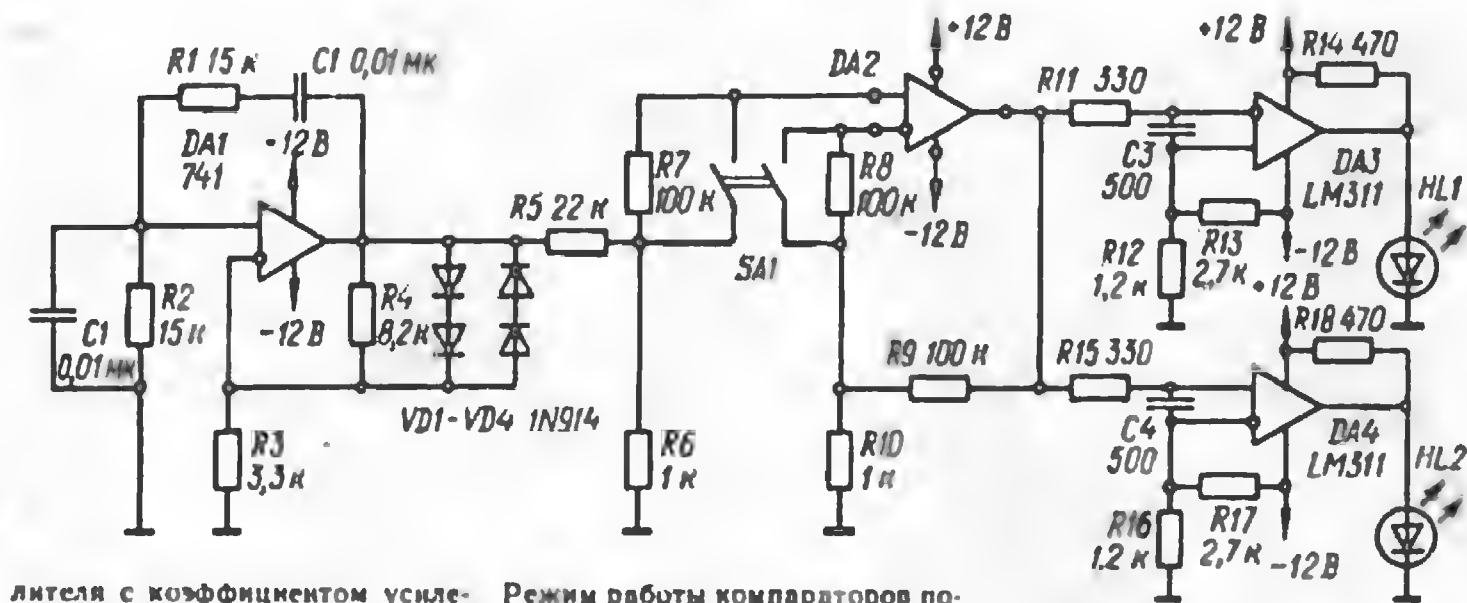 R1 15 к
C1 0,01 мк
-12 В
DA1
741
C1
0,01 мк
R2
15 к
-12 В
R3
3,3 к
R4
8,2 к
VD1-VD4 1N914
R5 22 к
R7
100 к
R6
1 к
SA1
DA2
+12 В
-12 В
R8
100 к
R9 100 к
R10
1 к
R11 330
C3
500
R12
1,2 к
R13
2,7 к
+12 В
R14 470
DA3
LM311
HL1
-12 В
+12 В
R15 330
C4
500
R16
1,2 к
R17
2,7 к
R18 470
DA4
LM311
HL2
-12 В
лителя с коэффициентом усиле-
Режим работы компараторов по-